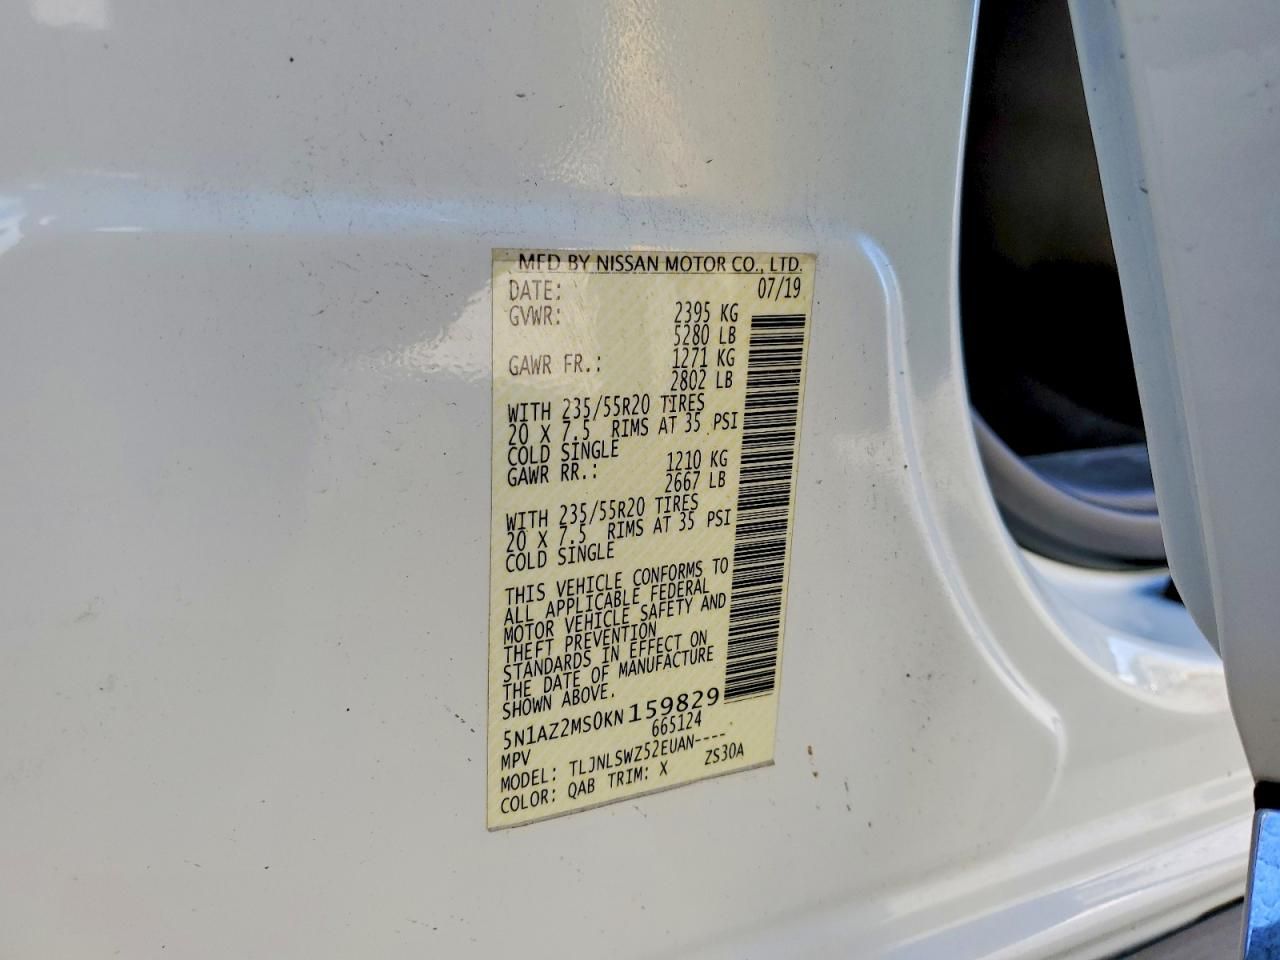 MFD BY NISSAN MOTOR CO., LTD.
DATE: 07/19
GVWR: 2395 KG
5280 LB
GAWR FR.: 1271 KG
2802 LB
WITH 235/55R20 TIRES
20 X 7.5 RIMS AT 35 PSI
COLD SINGLE
GAWR RR.: 1210 KG
2667 LB
WITH 235/55R20 TIRES
20 X 7.5 RIMS AT 35 PSI
COLD SINGLE
THIS VEHICLE CONFORMS TO
ALL APPLICABLE FEDERAL
MOTOR VEHICLE SAFETY AND
THEFT PREVENTION
STANDARDS IN EFFECT ON
THE DATE OF MANUFACTURE
SHOWN ABOVE.
5N1AZ2MS0KN159829
MPV 665124
MODEL: TLJNLSWZ52EUAN----
COLOR: QAB TRIM: X ZS30A